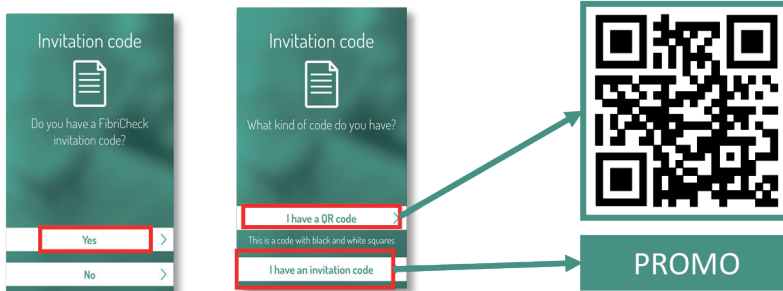 Invitation code
Do you have a FibriCheck
invitation code?
Yes
No
Invitation code
What kind of code do you have?
I have a QR code
This is a code with black and white squares
I have an invitation code
PROMO